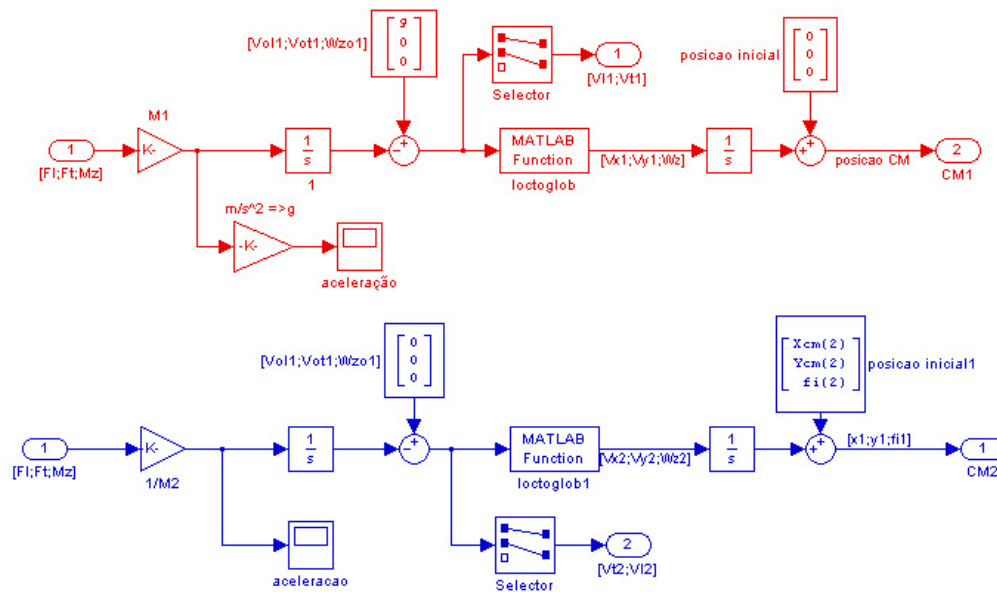 g
0
0
[Vol1;Vot1;Wzo1]
Selector
1
[Vl1;Vt1]
posicao inicial
0
0
0
M1
1
[Fl;Ft;Mz]
K-
1
s
1
MATLAB
Function
loctoglob
[Vx1;Vy1;Wz]
1
s
posicao CM
2
CM1
m/s^2 =>g
-K-
aceleração
[Vol1;Vot1;Wzo1]
0
0
0
Xcm(2)
Ycm(2)
fi(2)
posicao inicial1
1
[Fl;Ft;Mz]
K-
1/M2
1
s
MATLAB
Function
loctoglob1
[Vx2;Vy2;Wz2]
1
s
[x1;y1;fi1]
1
CM2
aceleracao
Selector
2
[Vt2;Vl2]